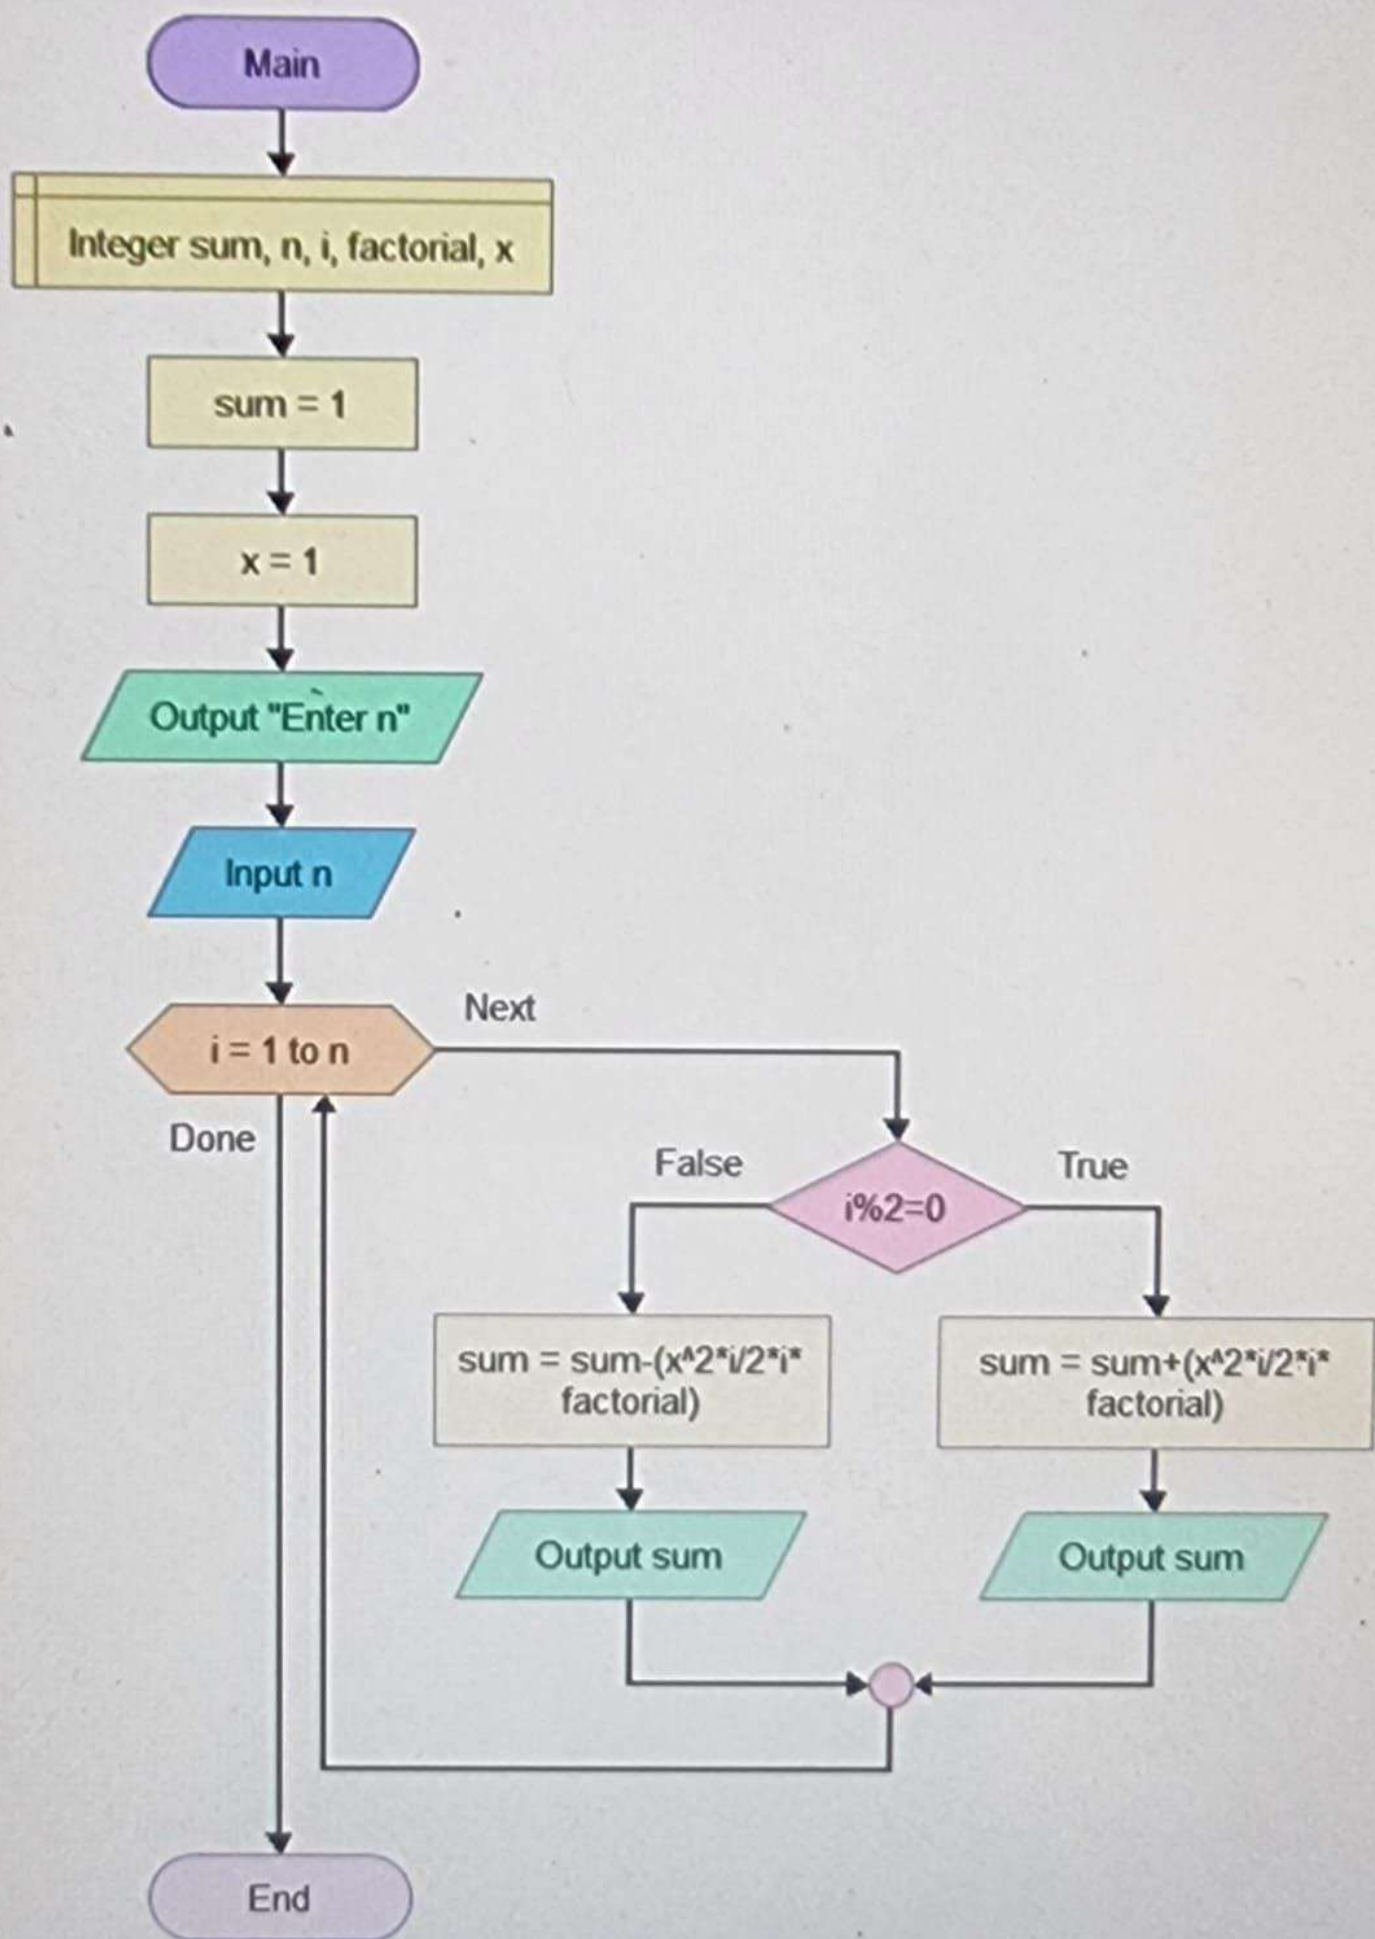 Main
Integer sum, n, i, factorial, x
sum = 1
x = 1
Output "Enter n"
Input n
i = 1 to n
Next
Done
False
True
i%2=0
sum = sum-(x^2*i/2*i*
factorial)
sum = sum+(x^2*i/2*i*
factorial)
Output sum
Output sum
End